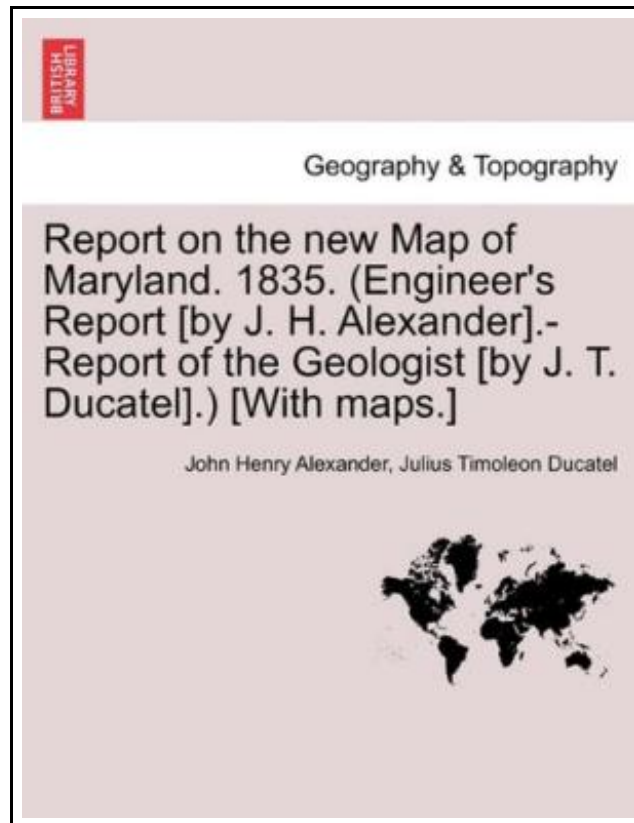 BRITISH
LIBRARY
Geography & Topography
Report on the new Map of
Maryland. 1835. (Engineer's
Report [by J. H. Alexander].-
Report of the Geologist [by J. T.
Ducatel].) [With maps.]
John Henry Alexander, Julius Timoleon Ducatel